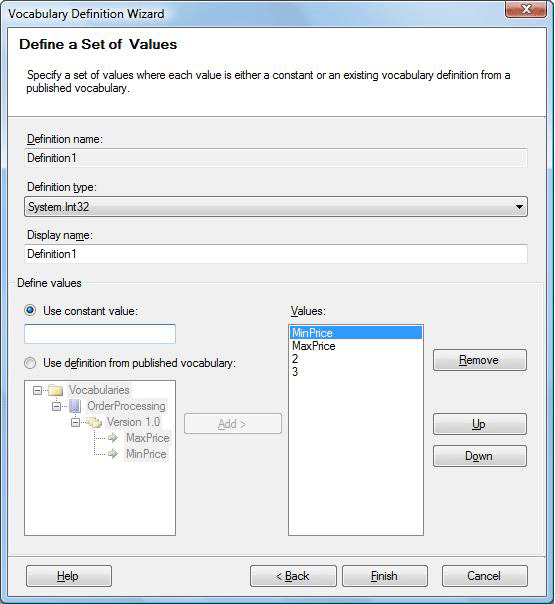 Vocabulary Definition Wizard
Define a Set of Values
Specify a set of values where each value is either a constant or an existing vocabulary definition from a
published vocabulary.
Definition name:
Definition1
Definition type:
System.Int32
Display name:
Definition1
Define values
Use constant value:
Use definition from published vocabulary:
Vocabularies
OrderProcessing
Version 1.0
MaxPrice
MinPrice
Add >
Values:
MinPrice
MaxPrice
2
3
Remove
Up
Down
Help
< Back
Finish
Cancel